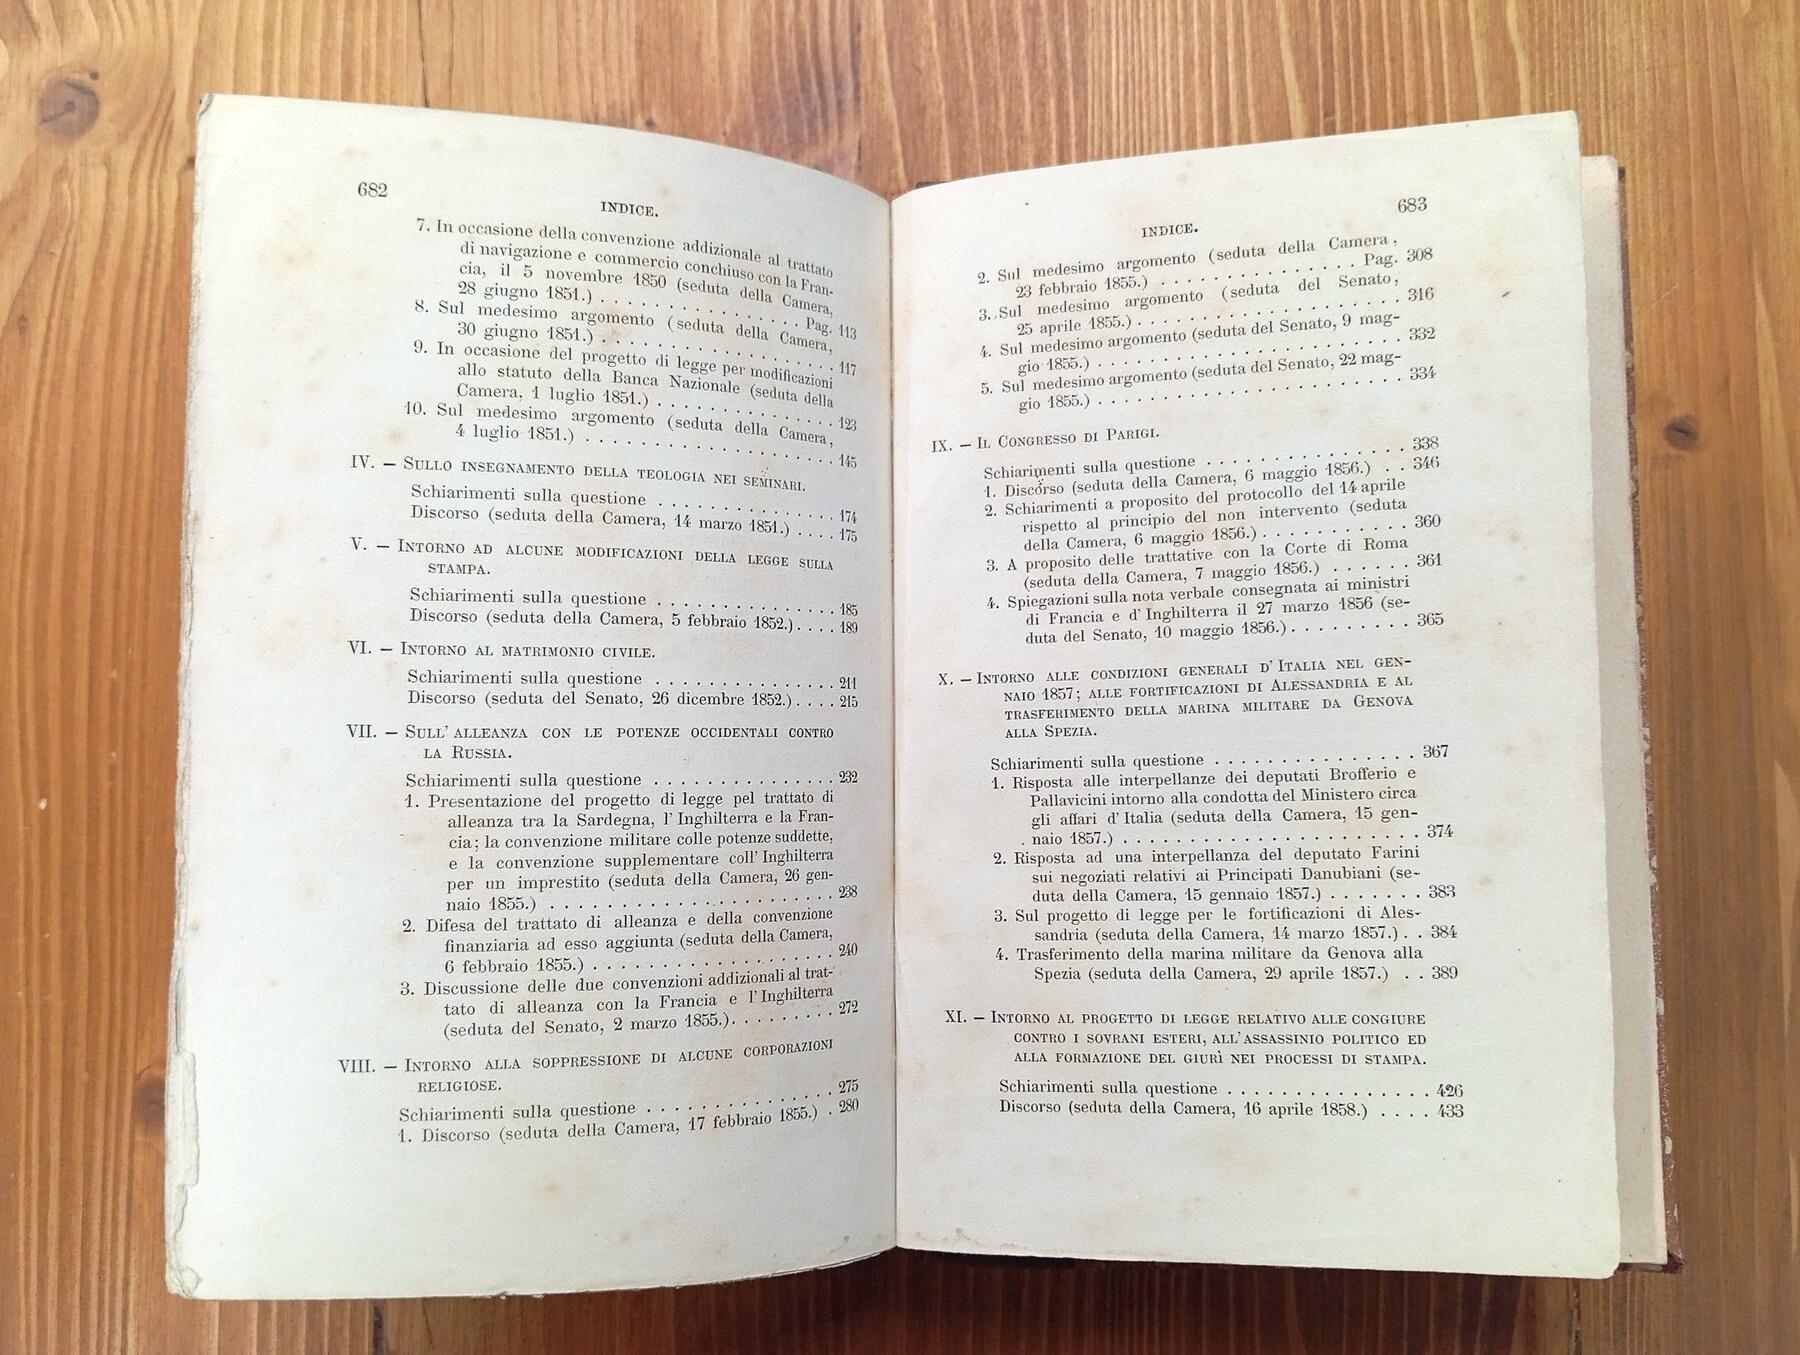 682
INDICE.
7. In occasione della convenzione addizionale al trattato
di navigazione e commercio conchiuso con la Fran-
cia, il 5 novembre 1850 (seduta della Camera,
28 giugno 1851.) . . . . . . . . . . . . . . Pag. 113
8. Sul medesimo argomento (seduta della Camera,
30 giugno 1851.) . . . . . . . . . . . . . . . . . . 117
9. In occasione del progetto di legge per modificazioni
allo statuto della Banca Nazionale (seduta della
Camera, 1 luglio 1851.) . . . . . . . . . . . . . . 123
10. Sul medesimo argomento (seduta della Camera,
4 luglio 1851.) . . . . . . . . . . . . . . . . . . . 145
IV. — Sullo insegnamento della teologia nei seminari.
Schiarimenti sulla questione . . . . . . . . . . . . . 174
Discorso (seduta della Camera, 14 marzo 1851.) . . . . 175
V. — Intorno ad alcune modificazioni della legge sulla
stampa.
Schiarimenti sulla questione . . . . . . . . . . . . . 185
Discorso (seduta della Camera, 5 febbraio 1852.) . . . . 189
VI. — Intorno al matrimonio civile.
Schiarimenti sulla questione . . . . . . . . . . . . . 211
Discorso (seduta del Senato, 26 dicembre 1852.) . . . . 215
VII. — Sull' alleanza con le potenze occidentali contro
la Russia.
Schiarimenti sulla questione . . . . . . . . . . . . . 232
1. Presentazione del progetto di legge pel trattato di
alleanza tra la Sardegna, l' Inghilterra e la Fran-
cia; la convenzione militare colle potenze suddette,
e la convenzione supplementare coll' Inghilterra
per un imprestito (seduta della Camera, 26 gen-
naio 1855.) . . . . . . . . . . . . . . . . . . . . . 238
2. Difesa del trattato di alleanza e della convenzione
finanziaria ad esso aggiunta (seduta della Camera,
6 febbraio 1855.) . . . . . . . . . . . . . . . . . . 240
3. Discussione delle due convenzioni addizionali al trat-
tato di alleanza con la Francia e l' Inghilterra
(seduta del Senato, 2 marzo 1855.) . . . . . . . . . 272
VIII. — Intorno alla soppressione di alcune corporazioni
religiose.
Schiarimenti sulla questione . . . . . . . . . . . . . 275
1. Discorso (seduta della Camera, 17 febbraio 1855.) . 280
683
INDICE.
2. Sul medesimo argomento (seduta della Camera,
23 febbraio 1855.) . . . . . . . . . . . . . . Pag. 308
3. Sul medesimo argomento (seduta del Senato,
25 aprile 1855.) . . . . . . . . . . . . . . . . . . 316
4. Sul medesimo argomento (seduta del Senato, 9 mag-
gio 1855.) . . . . . . . . . . . . . . . . . . . . . 332
5. Sul medesimo argomento (seduta del Senato, 22 mag-
gio 1855.) . . . . . . . . . . . . . . . . . . . . . 334
IX. — Il Congresso di Parigi.
Schiarimenti sulla questione . . . . . . . . . . . . . 338
1. Discorso (seduta della Camera, 6 maggio 1856.) . . 346
2. Schiarimenti a proposito del protocollo del 14 aprile
rispetto al principio del non intervento (seduta
della Camera, 6 maggio 1856.) . . . . . . . . . . . 360
3. A proposito delle trattative con la Corte di Roma
(seduta della Camera, 7 maggio 1856.) . . . . . . 361
4. Spiegazioni sulla nota verbale consegnata ai ministri
di Francia e d' Inghilterra il 27 marzo 1856 (se-
duta del Senato, 10 maggio 1856.) . . . . . . . . . 365
X. — Intorno alle condizioni generali d' Italia nel gen-
naio 1857; alle fortificazioni di Alessandria e al
trasferimento della marina militare da Genova
alla Spezia.
Schiarimenti sulla questione . . . . . . . . . . . . . 367
1. Risposta alle interpellanze dei deputati Brofferio e
Pallavicini intorno alla condotta del Ministero circa
gli affari d' Italia (seduta della Camera, 15 gen-
naio 1857.) . . . . . . . . . . . . . . . . . . . . 374
2. Risposta ad una interpellanza del deputato Farini
sui negoziati relativi ai Principati Danubiani (se-
duta della Camera, 15 gennaio 1857.) . . . . . . . 383
3. Sul progetto di legge per le fortificazioni di Ales-
sandria (seduta della Camera, 14 marzo 1857.) . . 384
4. Trasferimento della marina militare da Genova alla
Spezia (seduta della Camera, 29 aprile 1857.) . . 389
XI. — Intorno al progetto di legge relativo alle congiure
contro i sovrani esteri, all' assassinio politico ed
alla formazione del giurì nei processi di stampa.
Schiarimenti sulla questione . . . . . . . . . . . . . 426
Discorso (seduta della Camera, 16 aprile 1858.) . . . . 433